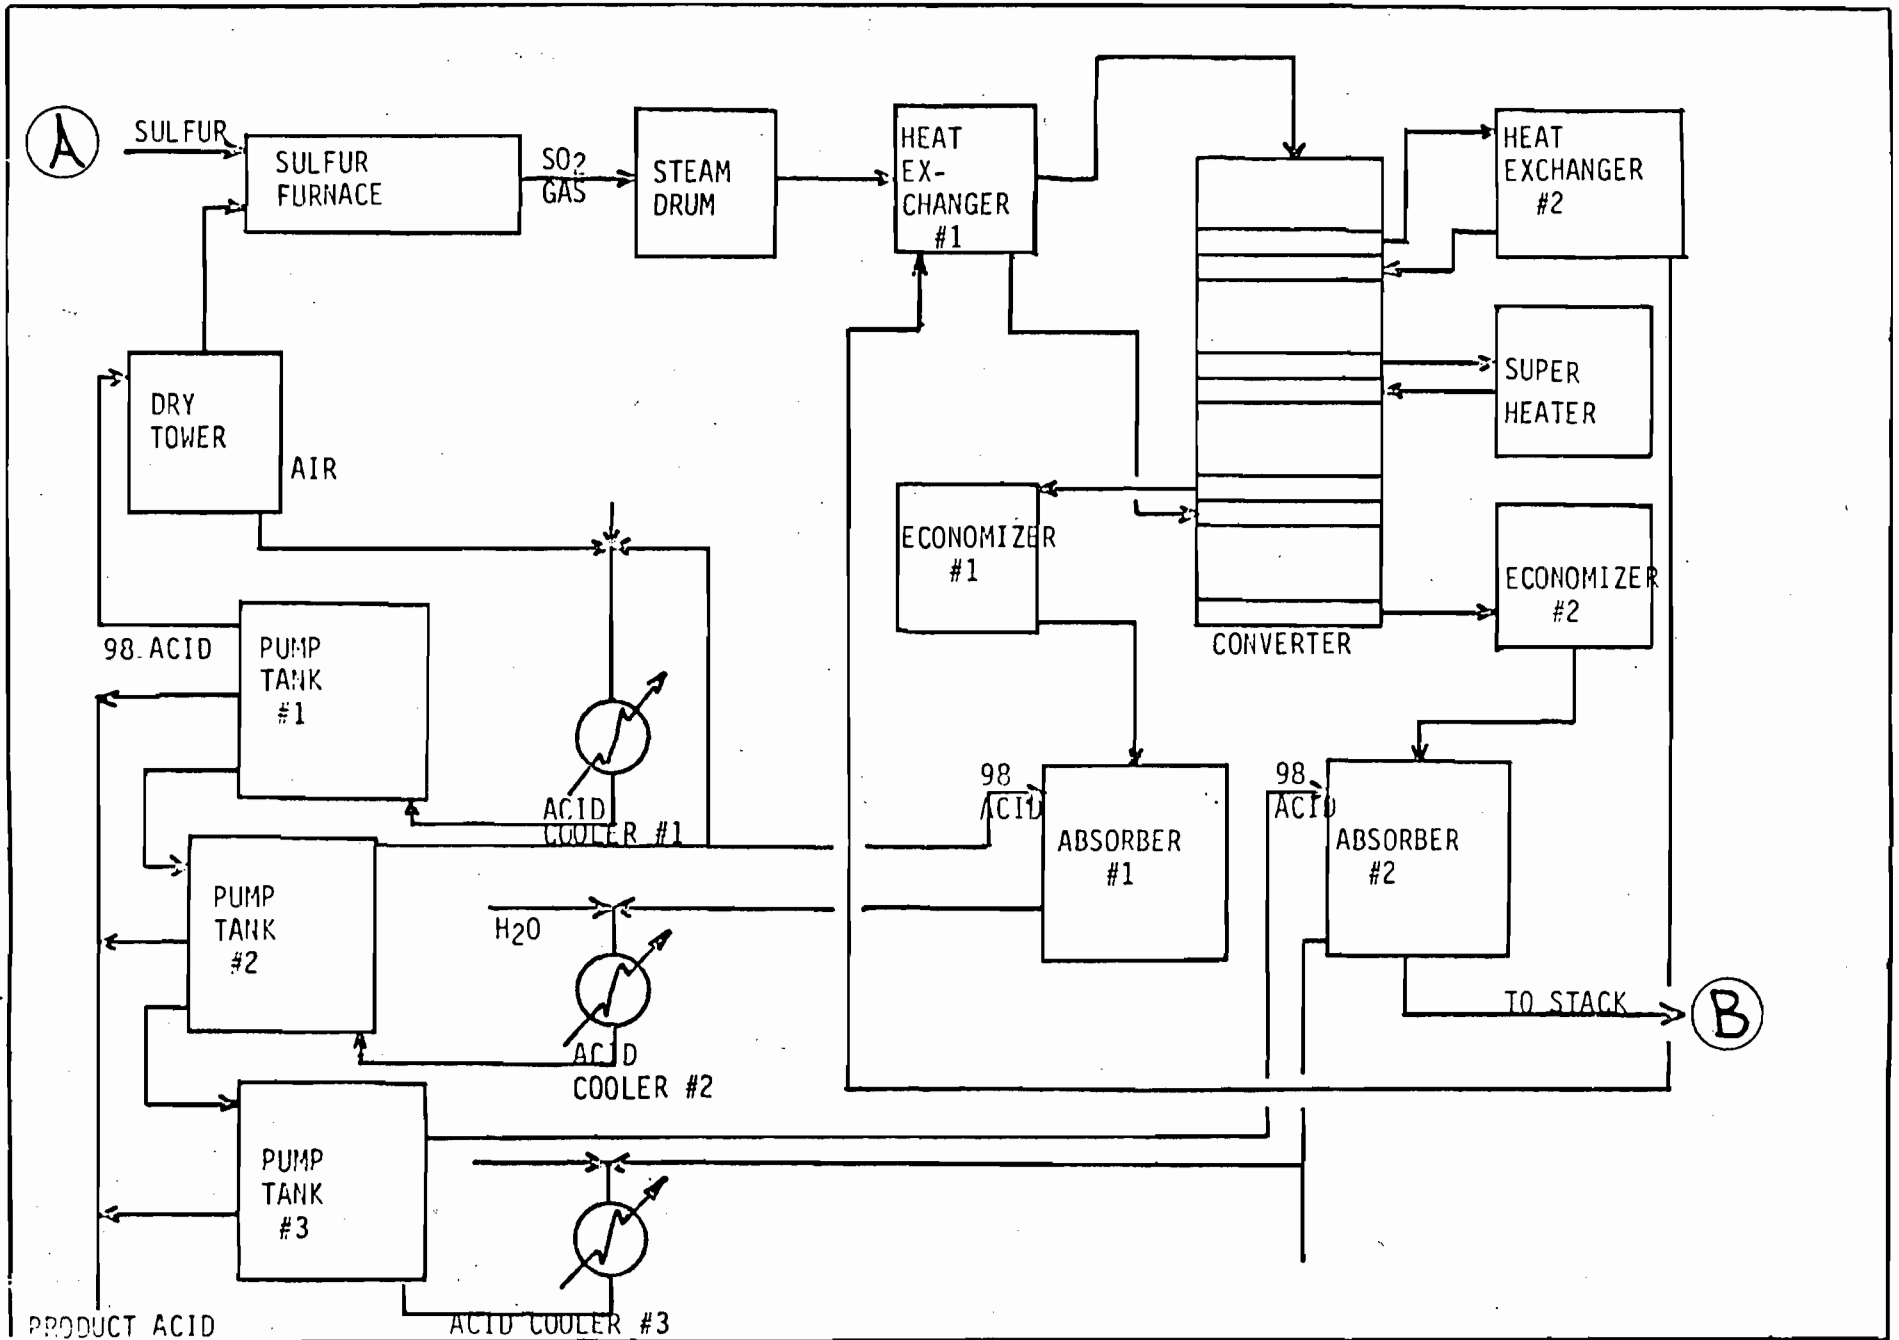 A
SULFUR
SULFUR
FURNACE
SO2
GAS
STEAM
DRUM
HEAT
EX-
CHANGER
#1
HEAT
EXCHANGER
#2
DRY
TOWER
AIR
SUPER
HEATER
ECONOMIZER
#1
ECONOMIZER
#2
CONVERTER
98 ACID
PUMP
TANK
#1
ACID
COOLER #1
98
ACID
ABSORBER
#1
98
ACID
ABSORBER
#2
PUMP
TANK
#2
H2O
ACID
COOLER #2
TO STACK
B
PUMP
TANK
#3
PRODUCT ACID
ACID COOLER #3